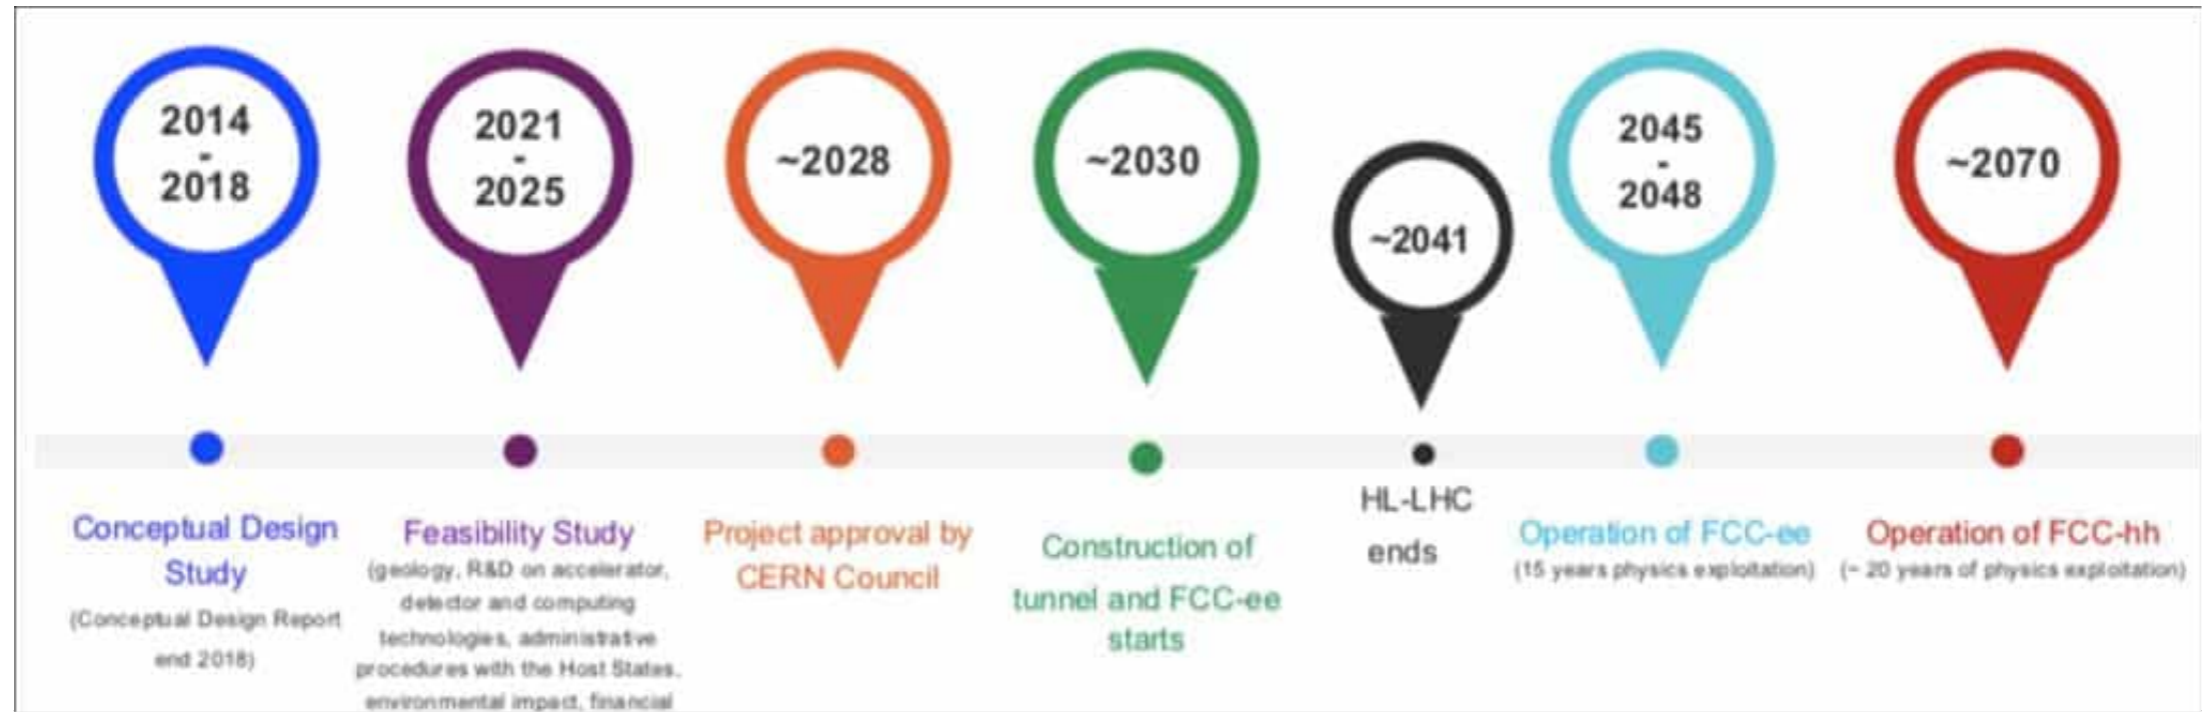 2014
-
2018
2021
-
2025
~2028
~2030
~2041
2045
-
2048
~2070
Conceptual Design
Study
(Conceptual Design Report
end 2018)
Feasibility Study
(geology, R&D on accelerator,
detector and computing
technologies, administrative
procedures with the Host States,
environmental impact, financial
Project approval by
CERN Council
Construction of
tunnel and FCC-ee
starts
HL-LHC
ends
Operation of FCC-ee
(15 years physics exploitation)
Operation of FCC-hh
(~ 20 years of physics exploitation)